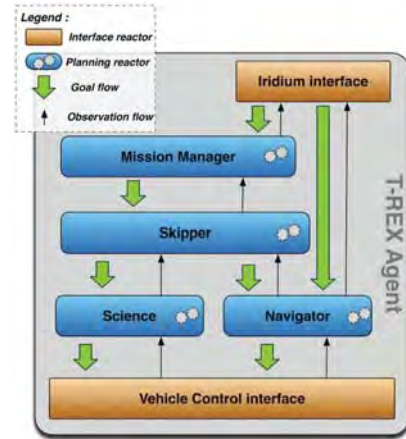 Legend :
Interface reactor
Planning reactor
Goal flow
Observation flow
Iridium interface
Mission Manager
Skipper
Science
Navigator
Vehicle Control interface
T-REX Agent